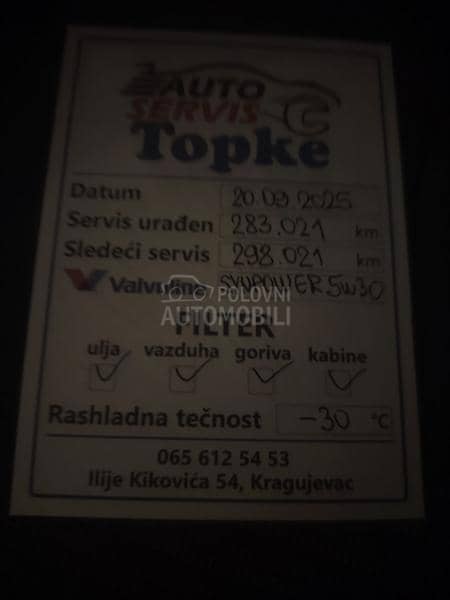 AUTO
SERVIS
Topke
Datum 20.09 2025
Servis urađen 283.021 km
Sledeći servis 298.021 km
Valvoline SYNPOWER 5W30
POLOVNI
AUTOMOBILI
FILTER
ulja vazduha goriva kabine
Rashladna tečnost -30 °C
065 612 54 53
Ilije Kikovića 54, Kragujevac